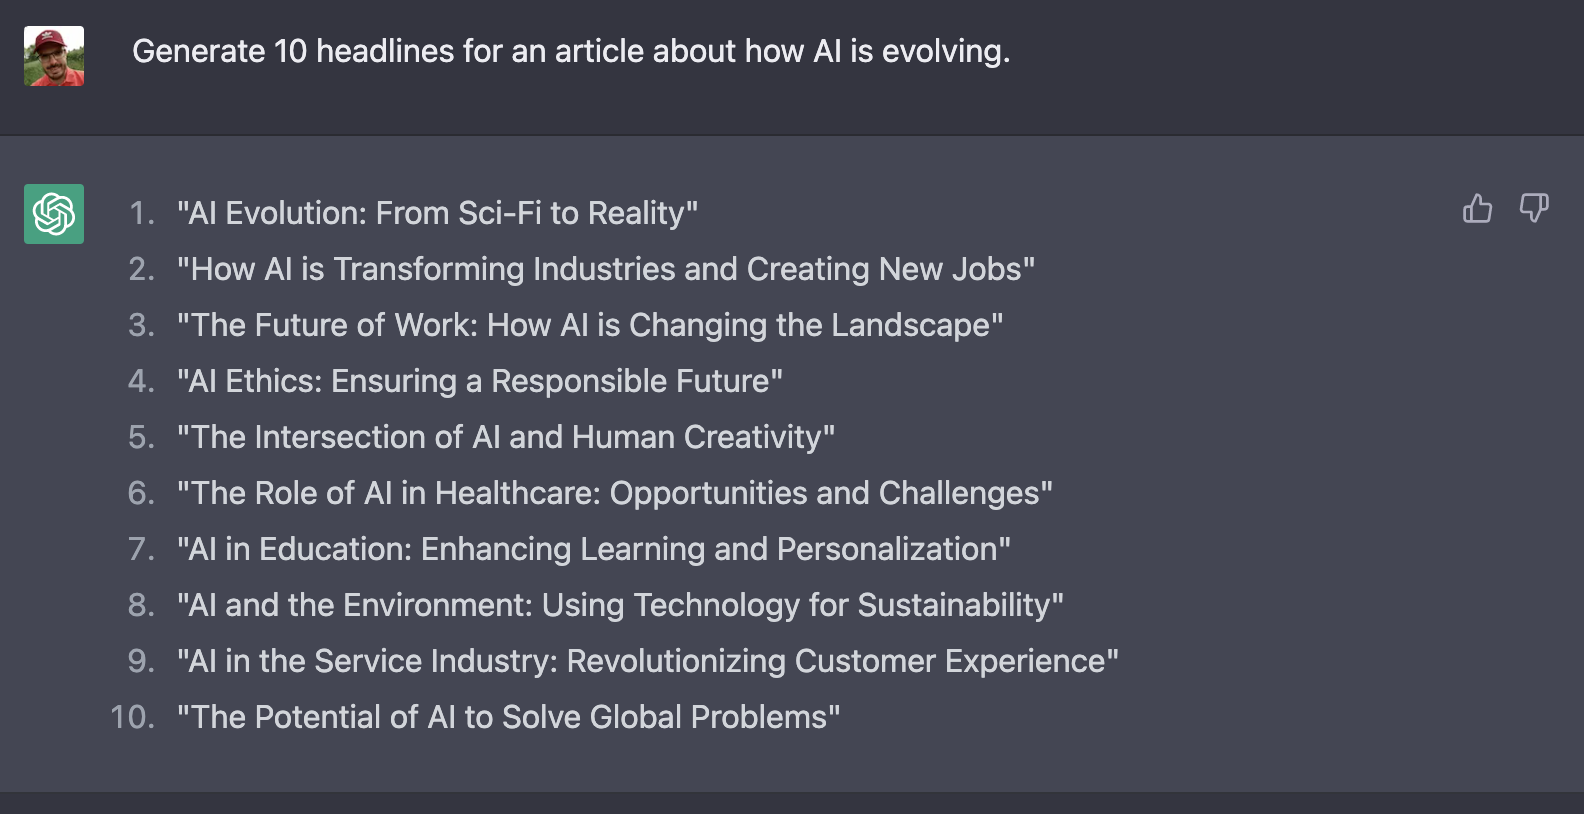 Generate 10 headlines for an article about how AI is evolving.
1. "AI Evolution: From Sci-Fi to Reality"
2. "How AI is Transforming Industries and Creating New Jobs"
3. "The Future of Work: How AI is Changing the Landscape"
4. "AI Ethics: Ensuring a Responsible Future"
5. "The Intersection of AI and Human Creativity"
6. "The Role of AI in Healthcare: Opportunities and Challenges"
7. "AI in Education: Enhancing Learning and Personalization"
8. "AI and the Environment: Using Technology for Sustainability"
9. "AI in the Service Industry: Revolutionizing Customer Experience"
10. "The Potential of AI to Solve Global Problems"